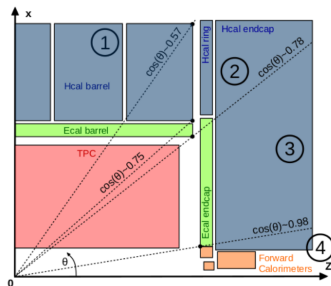 x
1
Hcal barrel
cos(θ)~0.57
Hcal ring
Hcal endcap
2
cos(θ)~0.78
Ecal barrel
TPC
cos(θ)~0.75
Ecal endcap
3
cos(θ)~0.98
4
θ
Forward
Calorimeters
z
0